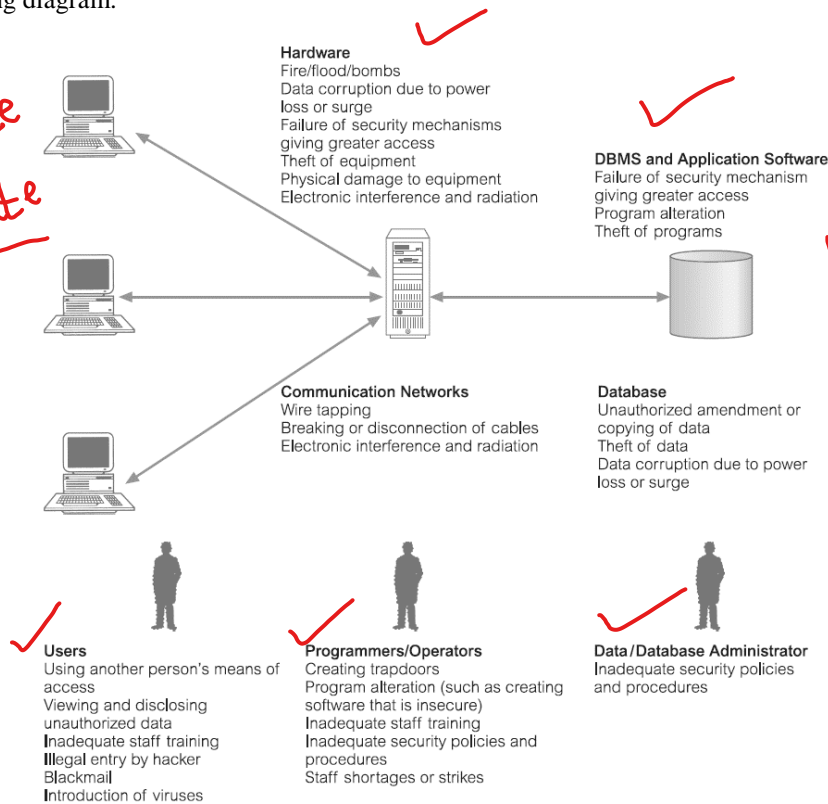 ng diagram.
Hardware
Fire/flood/bombs
Data corruption due to power
loss or surge
Failure of security mechanisms
giving greater access
Theft of equipment
Physical damage to equipment
Electronic interference and radiation
DBMS and Application Software
Failure of security mechanism
giving greater access
Program alteration
Theft of programs
Communication Networks
Wire tapping
Breaking or disconnection of cables
Electronic interference and radiation
Database
Unauthorized amendment or
copying of data
Theft of data
Data corruption due to power
loss or surge
Users
Using another person's means of
access
Viewing and disclosing
unauthorized data
Inadequate staff training
Illegal entry by hacker
Blackmail
Introduction of viruses
Programmers/Operators
Creating trapdoors
Program alteration (such as creating
software that is insecure)
Inadequate staff training
Inadequate security policies and
procedures
Staff shortages or strikes
Data/Database Administrator
Inadequate security policies
and procedures